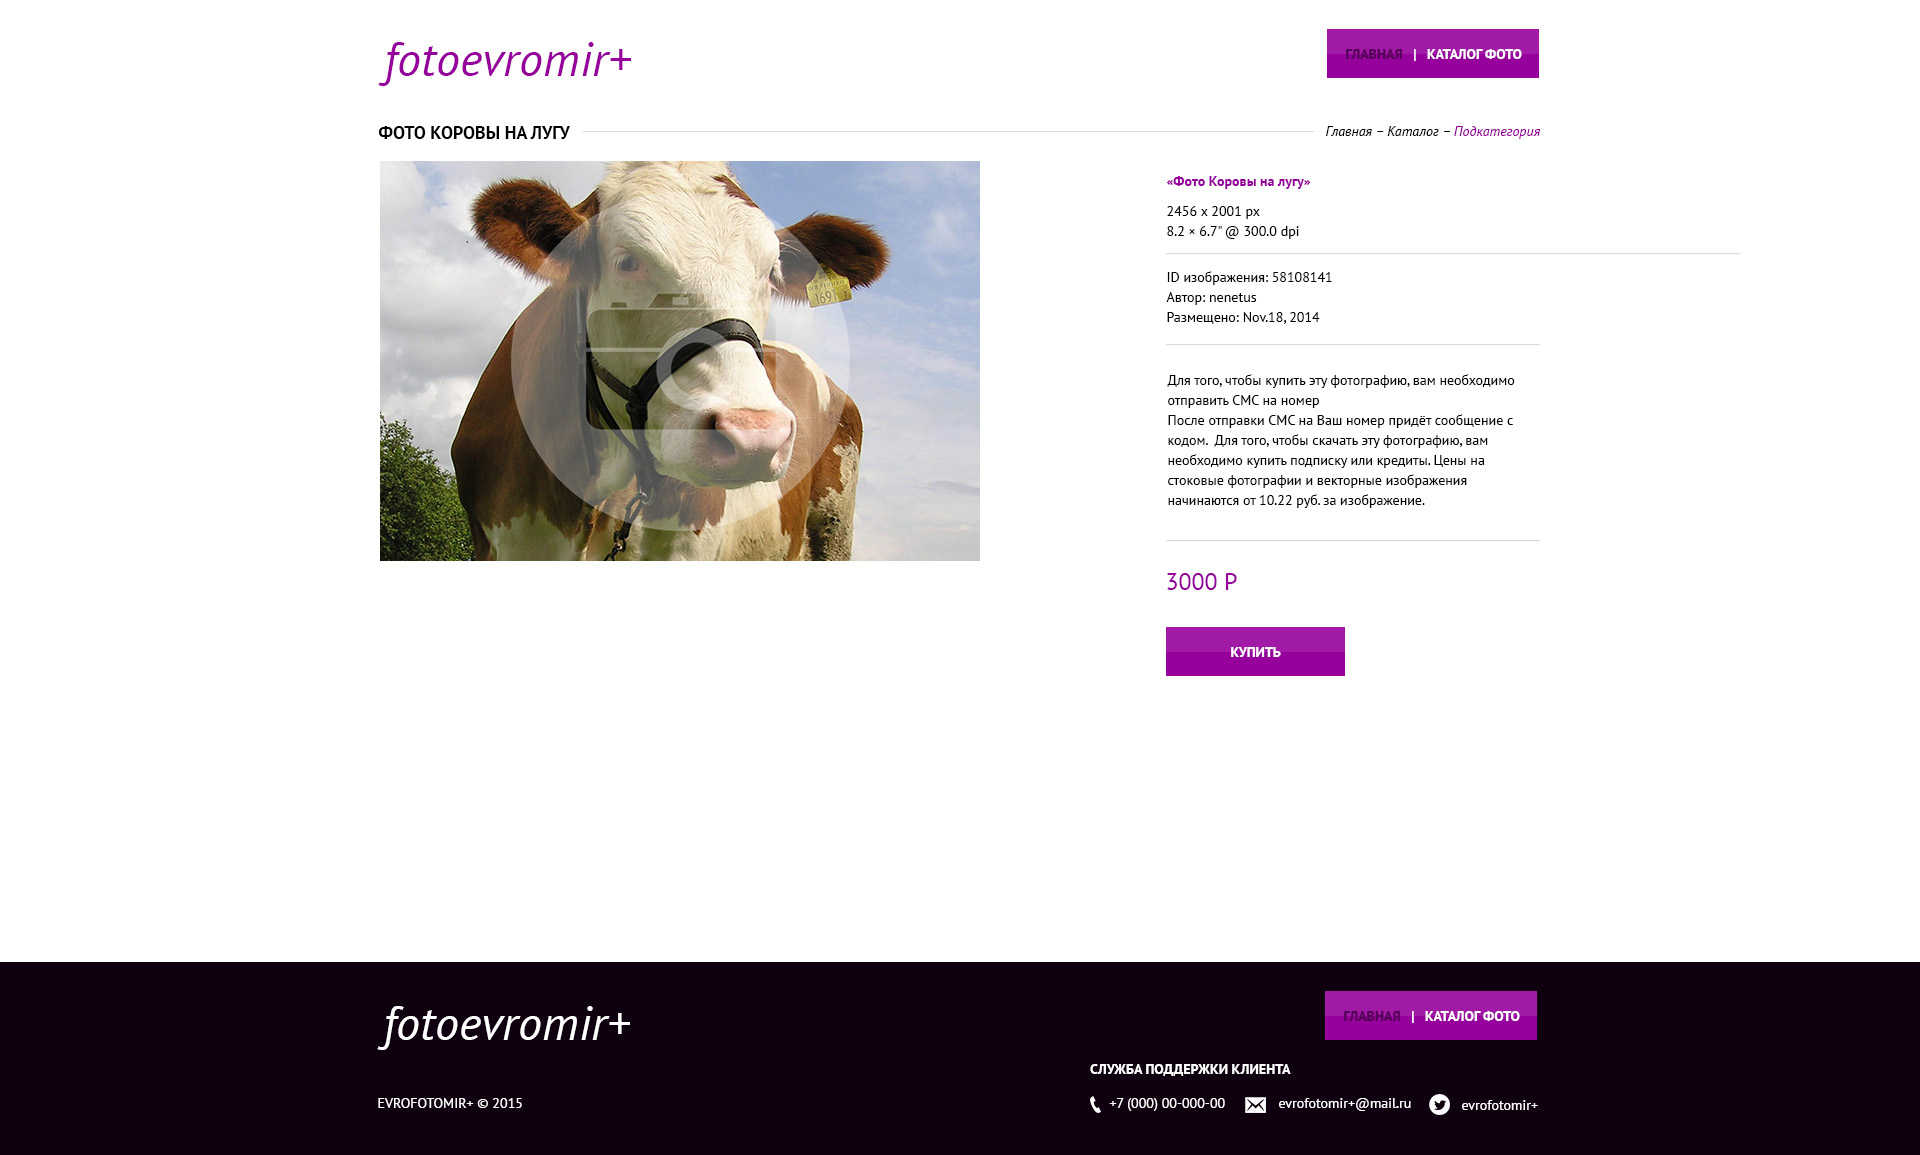 fotoevromir+
ГЛАВНАЯ | КАТАЛОГ ФОТО
ФОТО КОРОВЫ НА ЛУГУ
Главная – Каталог – Подкатегория
1691 7
«Фото Коровы на лугу»
2456 x 2001 px
8.2 × 6.7" @ 300.0 dpi
ID изображения: 58108141
Автор: nenetus
Размещено: Nov.18, 2014
Для того, чтобы купить эту фотографию, вам необходимо
отправить СМС на номер
После отправки СМС на Ваш номер придёт сообщение с
кодом. Для того, чтобы скачать эту фотографию, вам
необходимо купить подписку или кредиты. Цены на
стоковые фотографии и векторные изображения
начинаются от 10.22 руб. за изображение.
3000 Р
КУПИТЬ
fotoevromir+
ГЛАВНАЯ | КАТАЛОГ ФОТО
СЛУЖБА ПОДДЕРЖКИ КЛИЕНТА
EVROFOTOMIR+ © 2015
+7 (000) 00-000-00
evrofotomir+@mail.ru
evrofotomir+